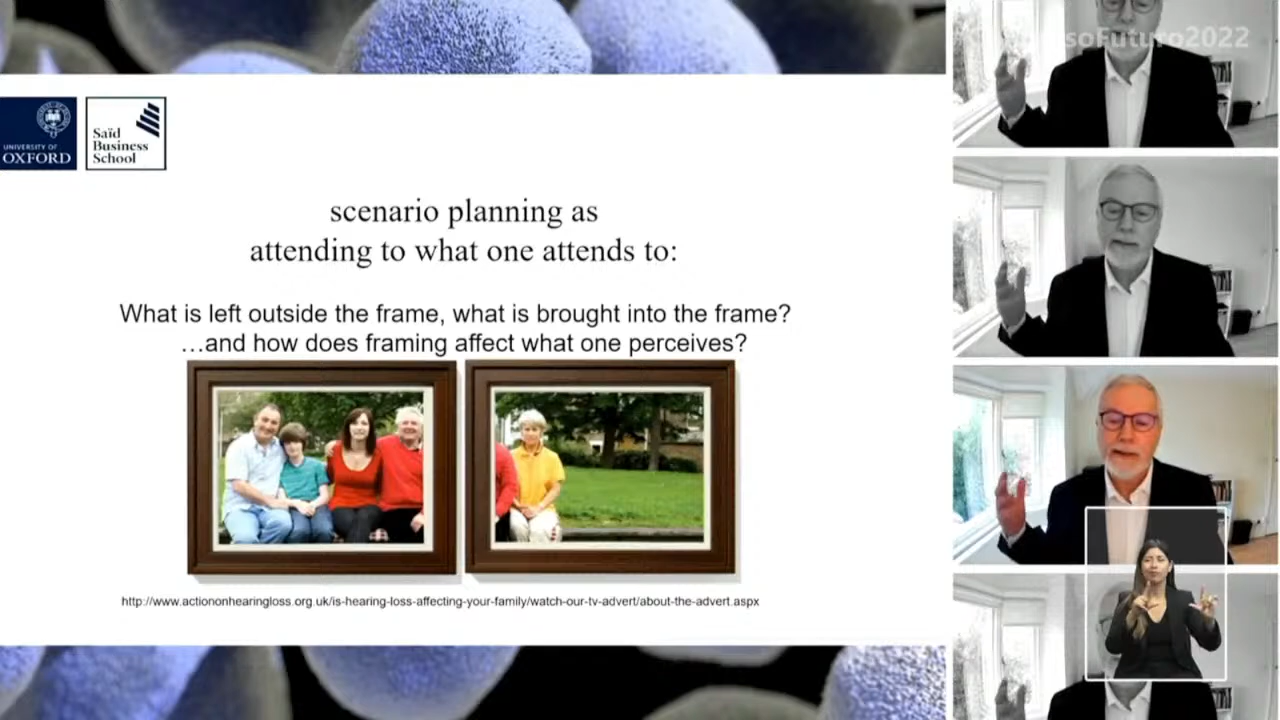 UNIVERSITY OF
OXFORD
Saïd
Business
School
scenario planning as
attending to what one attends to:
What is left outside the frame, what is brought into the frame?
…and how does framing affect what one perceives?
http://www.actiononhearingloss.org.uk/is-hearing-loss-affecting-your-family/watch-our-tv-advert/about-the-advert.aspx